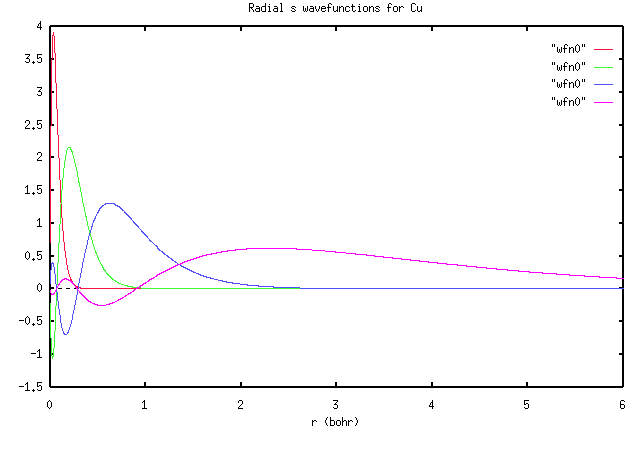 Radial s wavefunctions for Cu
"wfn0"
"wfn0"
"wfn0"
"wfn0"
4
3.5
3
2.5
2
1.5
1
0.5
0
-0.5
-1
-1.5
0 1 2 3 4 5 6
r (bohr)